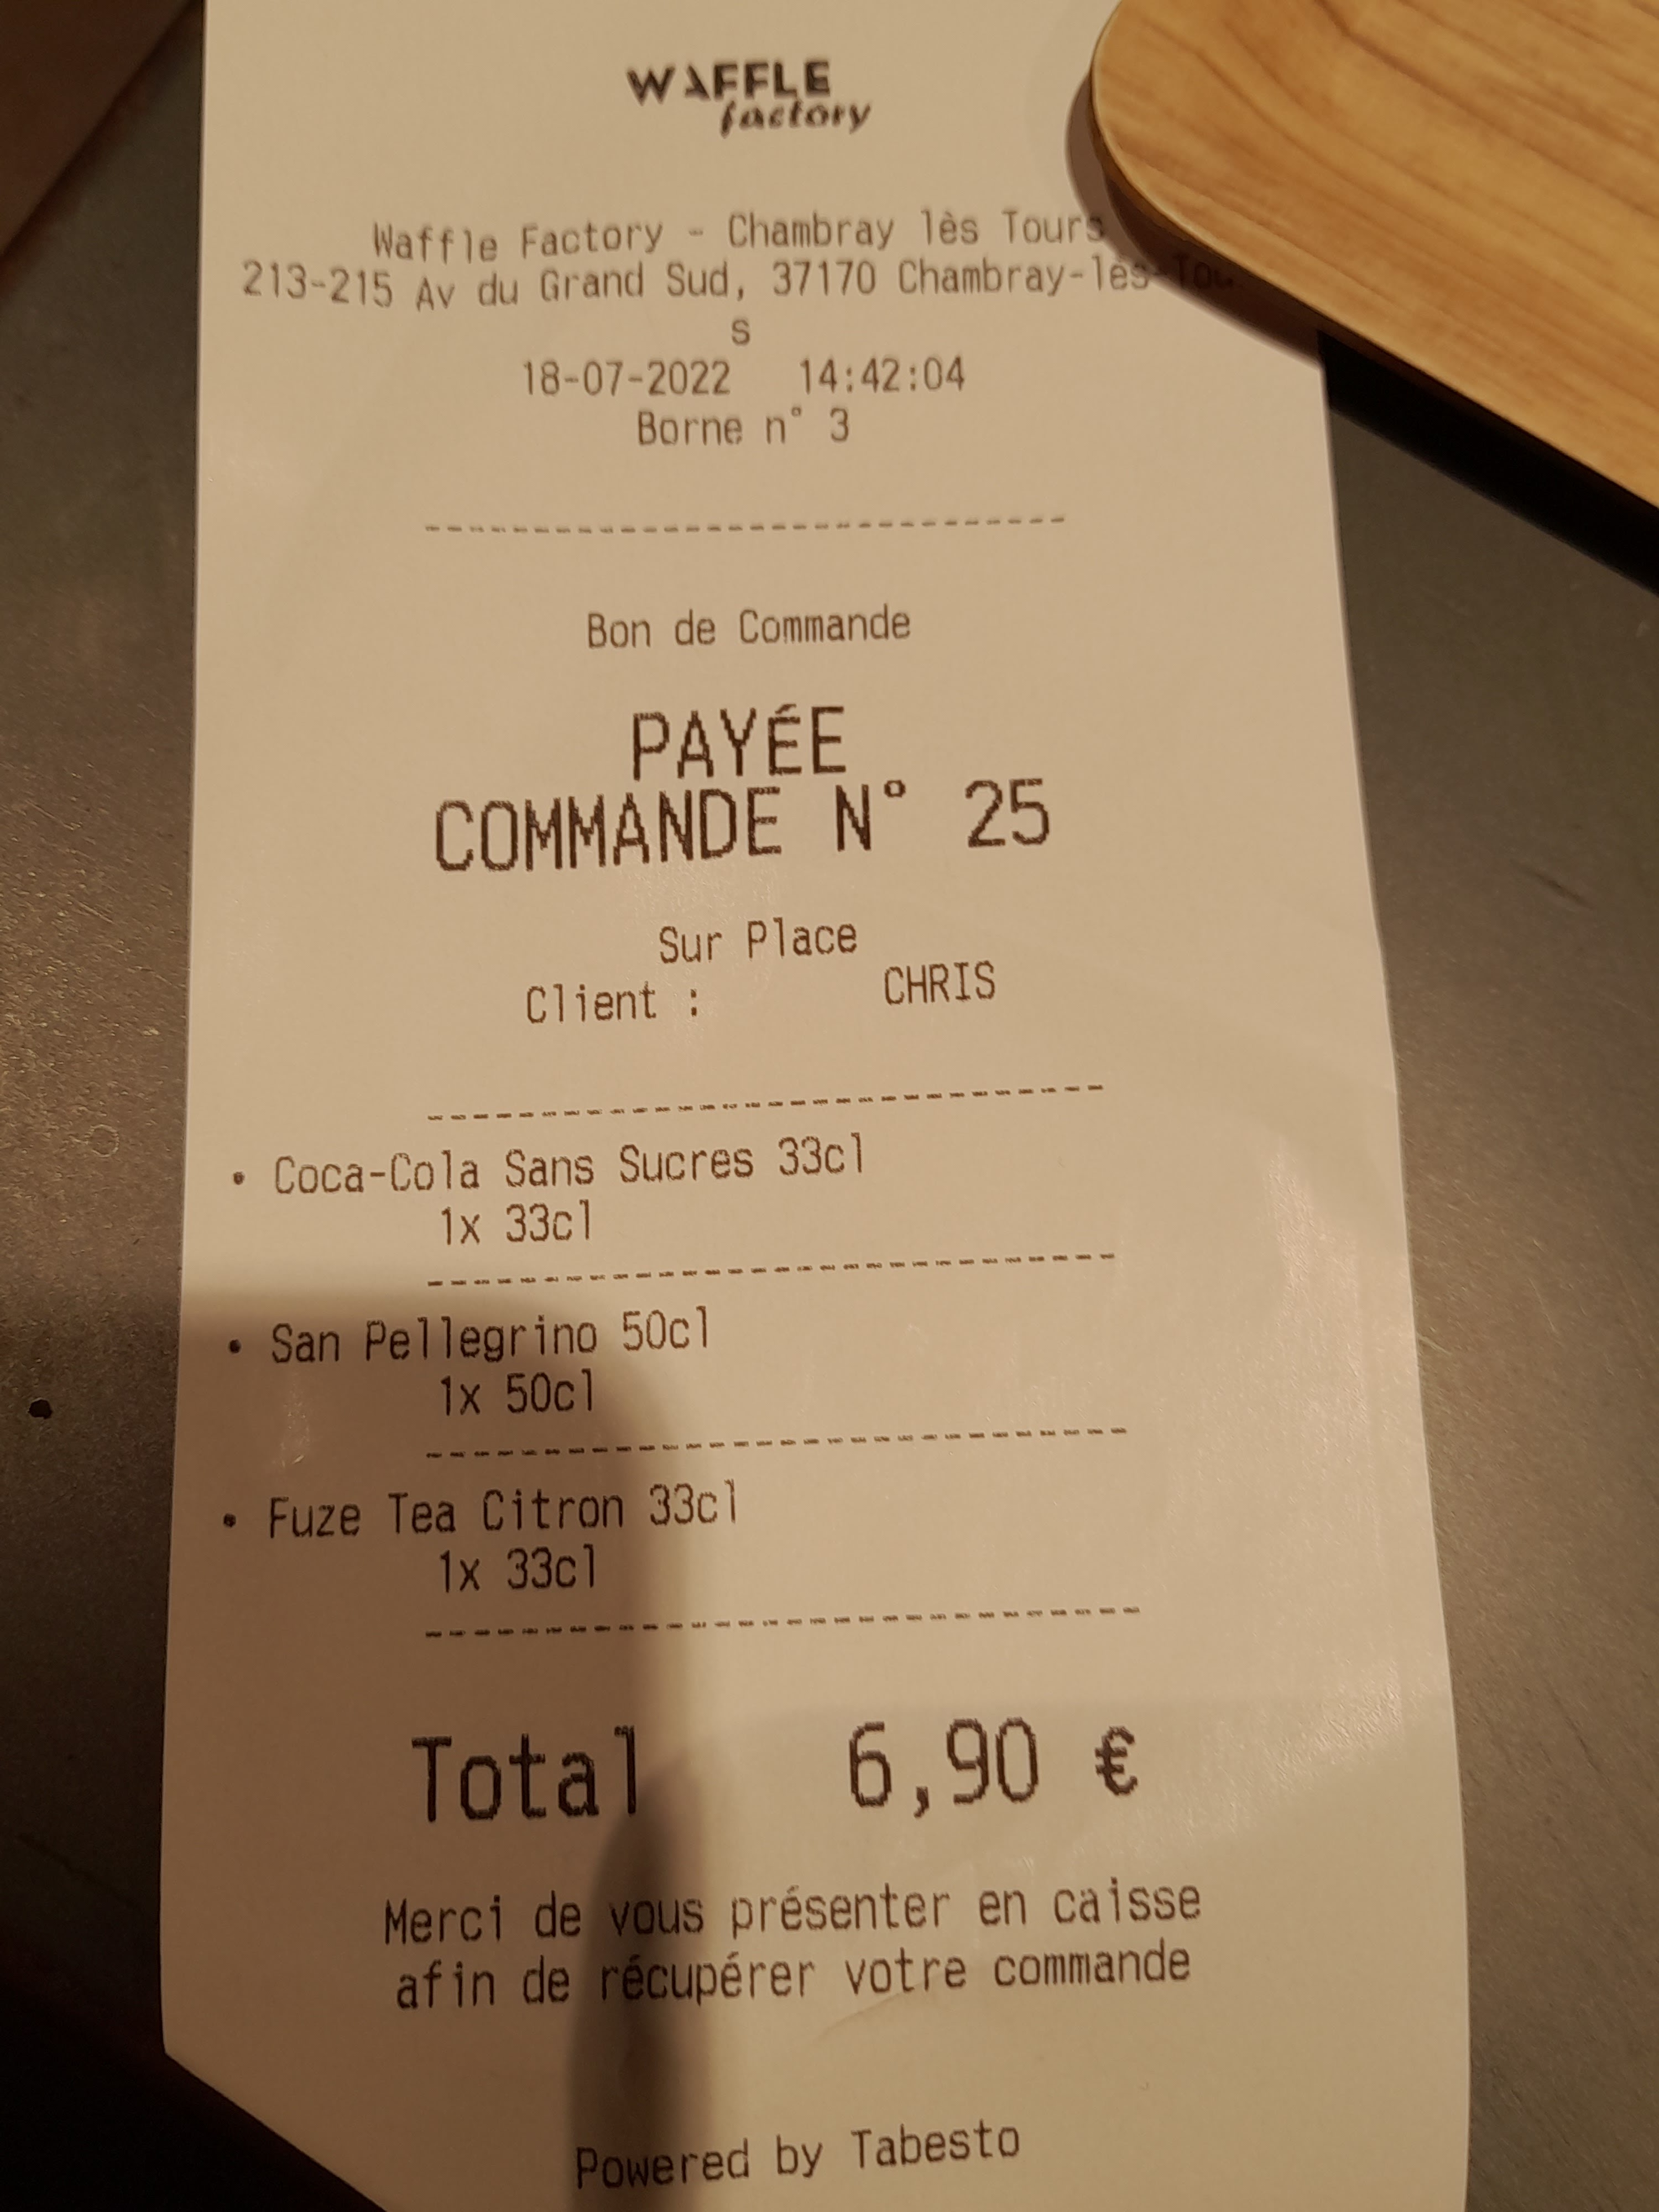 WAFFLE
factory
Waffle Factory - Chambray lès Tours
213-215 Av du Grand Sud, 37170 Chambray-lès-Tour
s
18-07-2022 14:42:04
Borne n° 3
Bon de Commande
PAYÉE
COMMANDE N° 25
Sur Place
Client : CHRIS
• Coca-Cola Sans Sucres 33cl
1x 33cl
• San Pellegrino 50cl
1x 50cl
• Fuze Tea Citron 33cl
1x 33cl
Total 6,90 €
Merci de vous présenter en caisse
afin de récupérer votre commande
Powered by Tabesto